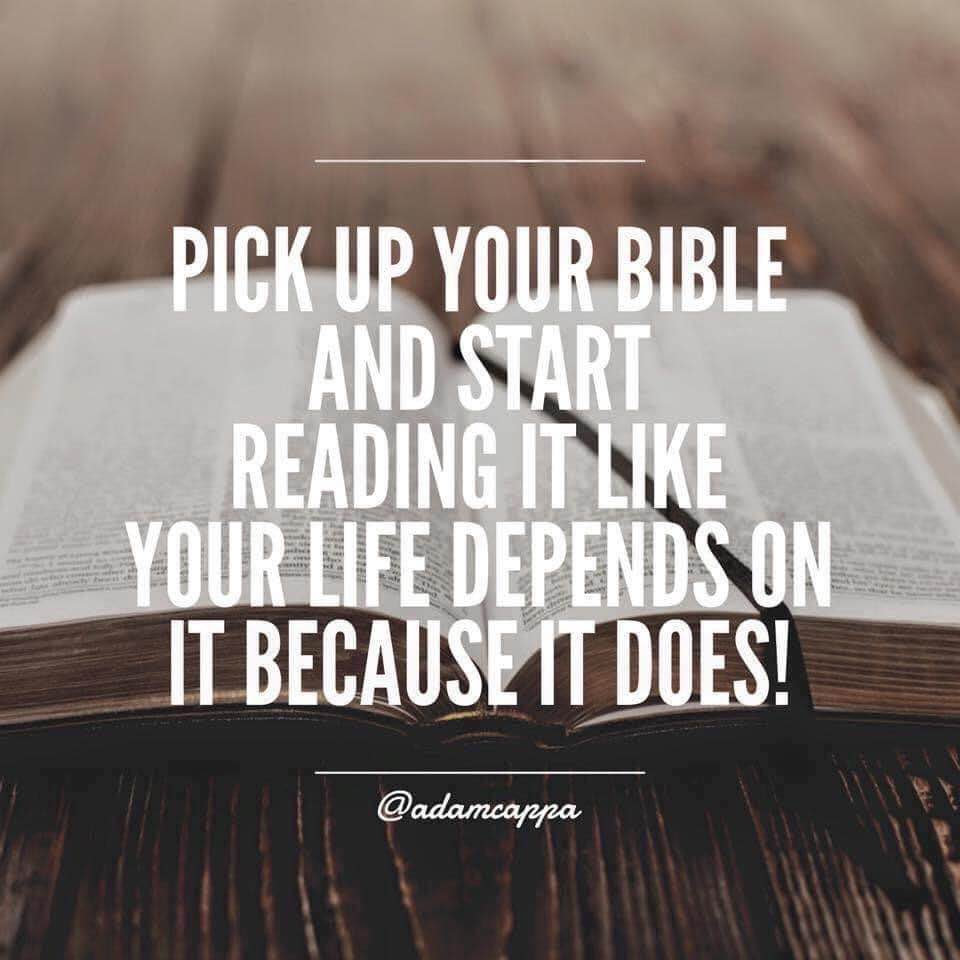 PICK UP YOUR BIBLE
AND START
READING IT LIKE
YOUR LIFE DEPENDS ON
IT BECAUSE IT DOES!
@adamcappa